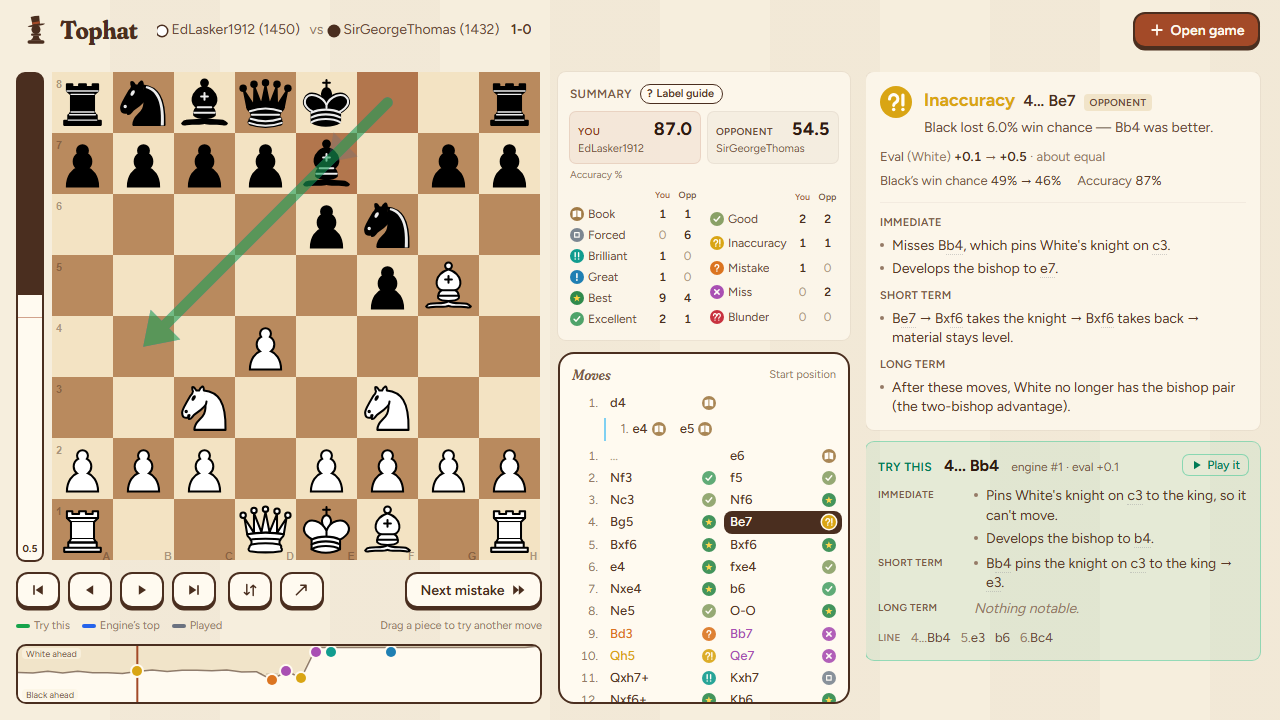 Tophat EdLasker1912 (1450) vs SirGeorgeThomas (1432) 1-0
Open game
8
7
6
5
4
3
2
1
A B C D E F G H
0.5
Next mistake
Try this Engine's top Played Drag a piece to try another move
White ahead
Black ahead
SUMMARY ? Label guide
YOU 87.0
EdLasker1912
OPPONENT 54.5
SirGeorgeThomas
Accuracy %
You Opp
Book 1 1
Forced 0 6
Brilliant 1 0
Great 1 0
Best 9 4
Excellent 2 1
You Opp
Good 2 2
Inaccuracy 1 1
Mistake 1 0
Miss 0 2
Blunder 0 0
Moves Start position
1. d4
1. e4 e5
1. ... e6
2. Nf3 f5
3. Nc3 Nf6
4. Bg5 Be7
5. Bxf6 Bxf6
6. e4 fxe4
7. Nxe4 b6
8. Ne5 O-O
9. Bd3 Bb7
10. Qh5 Qe7
11. Qxh7+ Kxh7
12. Nxf6+ Kh6
?! Inaccuracy 4... Be7 OPPONENT
Black lost 6.0% win chance — Bb4 was better.
Eval (White) +0.1 → +0.5 · about equal
Black's win chance 49% → 46% Accuracy 87%
IMMEDIATE
• Misses Bb4, which pins White's knight on c3.
• Develops the bishop to e7.
SHORT TERM
• Be7 → Bxf6 takes the knight → Bxf6 takes back →
material stays level.
LONG TERM
• After these moves, White no longer has the bishop pair
(the two-bishop advantage).
TRY THIS 4... Bb4 engine #1 · eval +0.1 Play it
IMMEDIATE • Pins White's knight on c3 to the king, so it
can't move.
• Develops the bishop to b4.
SHORT TERM • Bb4 pins the knight on c3 to the king →
e3.
LONG TERM Nothing notable.
LINE 4...Bb4 5.e3 b6 6.Bc4